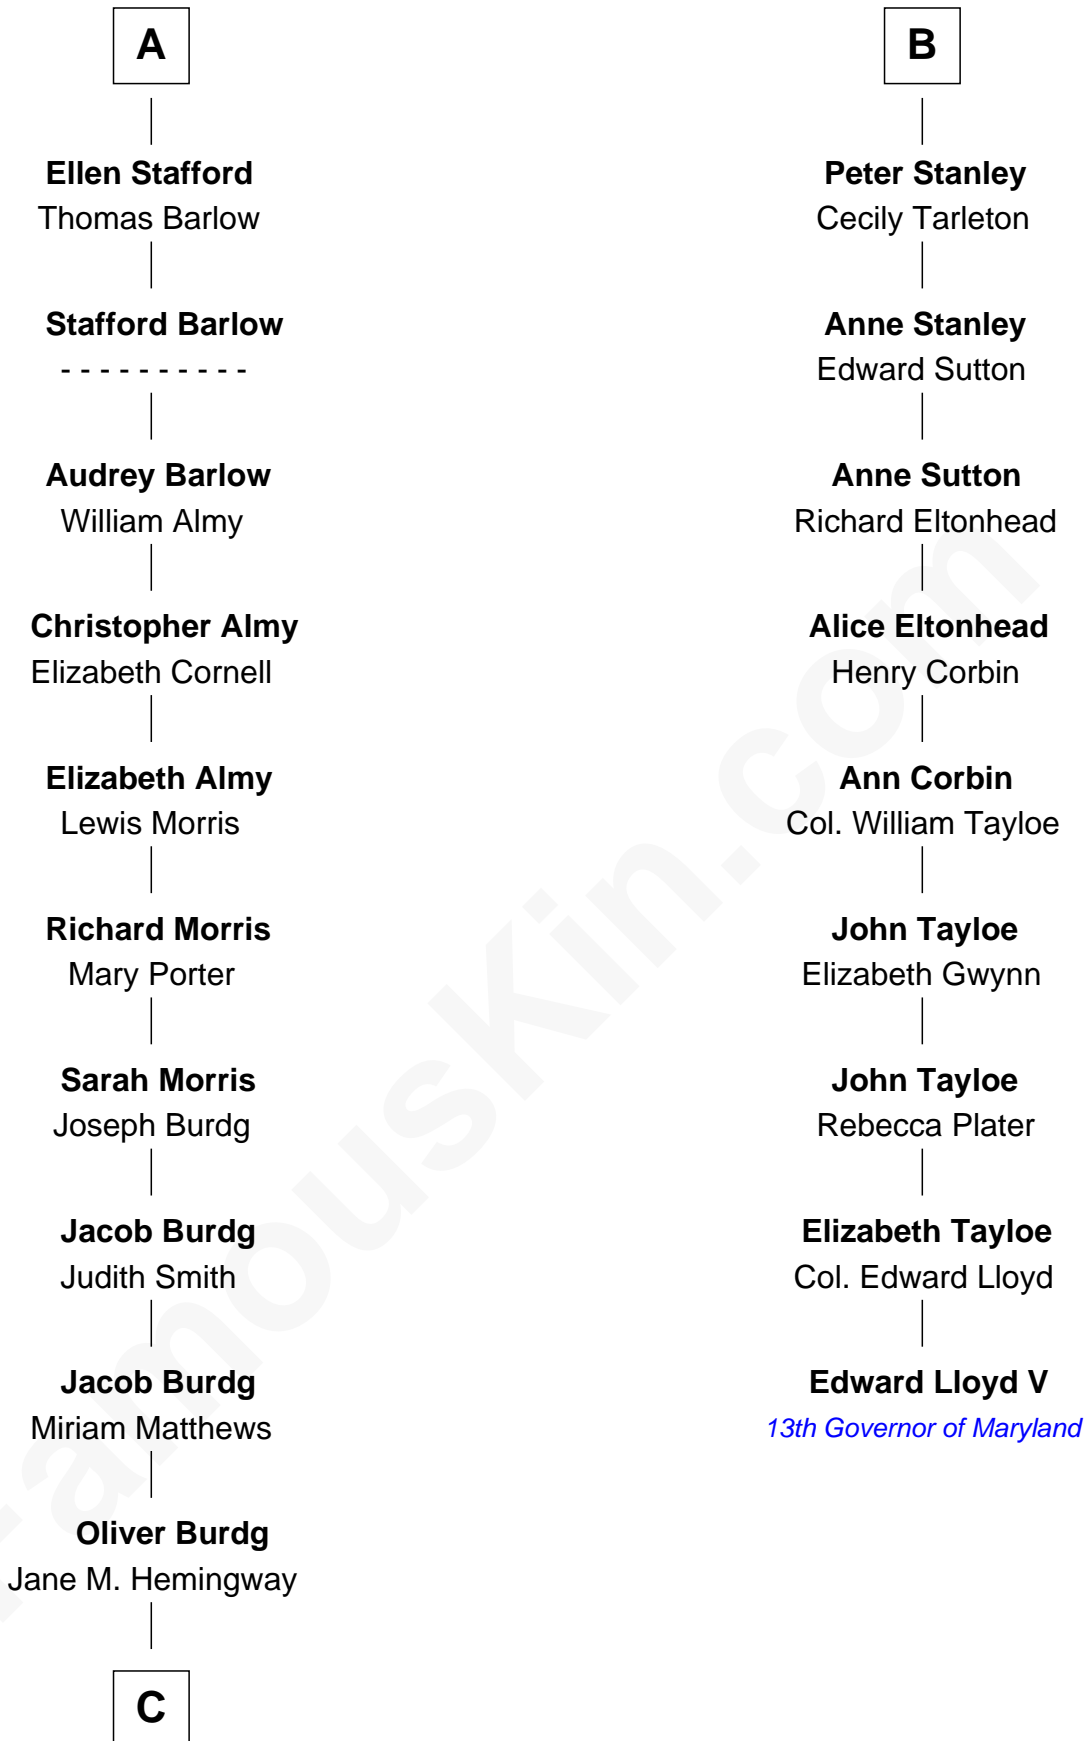 A
Ellen Stafford
Thomas Barlow
Stafford Barlow
- - - - - - - - - -
Audrey Barlow
William Almy
Christopher Almy
Elizabeth Cornell
Elizabeth Almy
Lewis Morris
Richard Morris
Mary Porter
Sarah Morris
Joseph Burdg
Jacob Burdg
Judith Smith
Jacob Burdg
Miriam Matthews
Oliver Burdg
Jane M. Hemingway
C
B
Peter Stanley
Cecily Tarleton
Anne Stanley
Edward Sutton
Anne Sutton
Richard Eltonhead
Alice Eltonhead
Henry Corbin
Ann Corbin
Col. William Tayloe
John Tayloe
Elizabeth Gwynn
John Tayloe
Rebecca Plater
Elizabeth Tayloe
Col. Edward Lloyd
Edward Lloyd V
13th Governor of Maryland
FamousKin.com